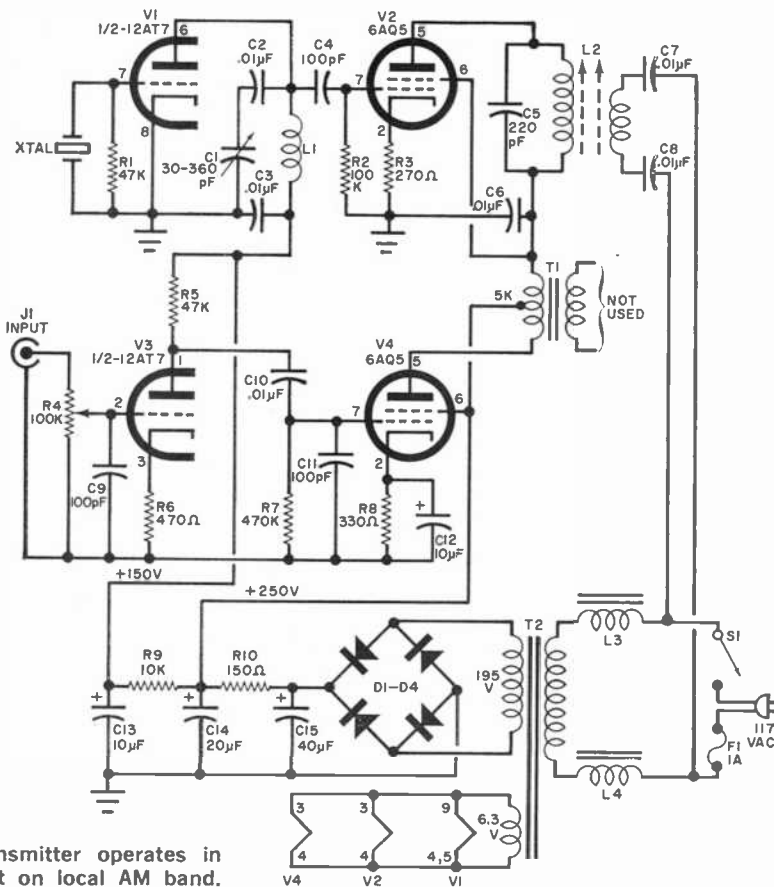 V1
1/2-12AT7
6
7
8
XTAL
R1
47K
C2
.01µF
C1
30-360
pF
C3
.01µF
L1
C4
100pF
V2
6AQ5
5
7
6
2
R2
100
K
R3
270Ω
C5
220
pF
C6
.01µF
L2
C7
.01µF
C8
.01µF
R5
47K
5K
T1
NOT
USED
J1
INPUT
R4
100K
V3
1/2-12AT7
1
2
3
C9
100pF
R6
470Ω
C10
.01µF
V4
6AQ5
5
7
6
2
C11
100pF
R7
470K
R8
330Ω
+
C12
10µF
+150V
+250V
R9
10K
R10
150Ω
+
C13
10µF
+
C14
20µF
+
C15
40µF
D1-D4
195
V
T2
L3
L4
S1
117
VAC
F1
1A
6.3
V
3
4
V4
3
4
V2
9
4,5
V1
nsmitter operates in
t on local AM band.